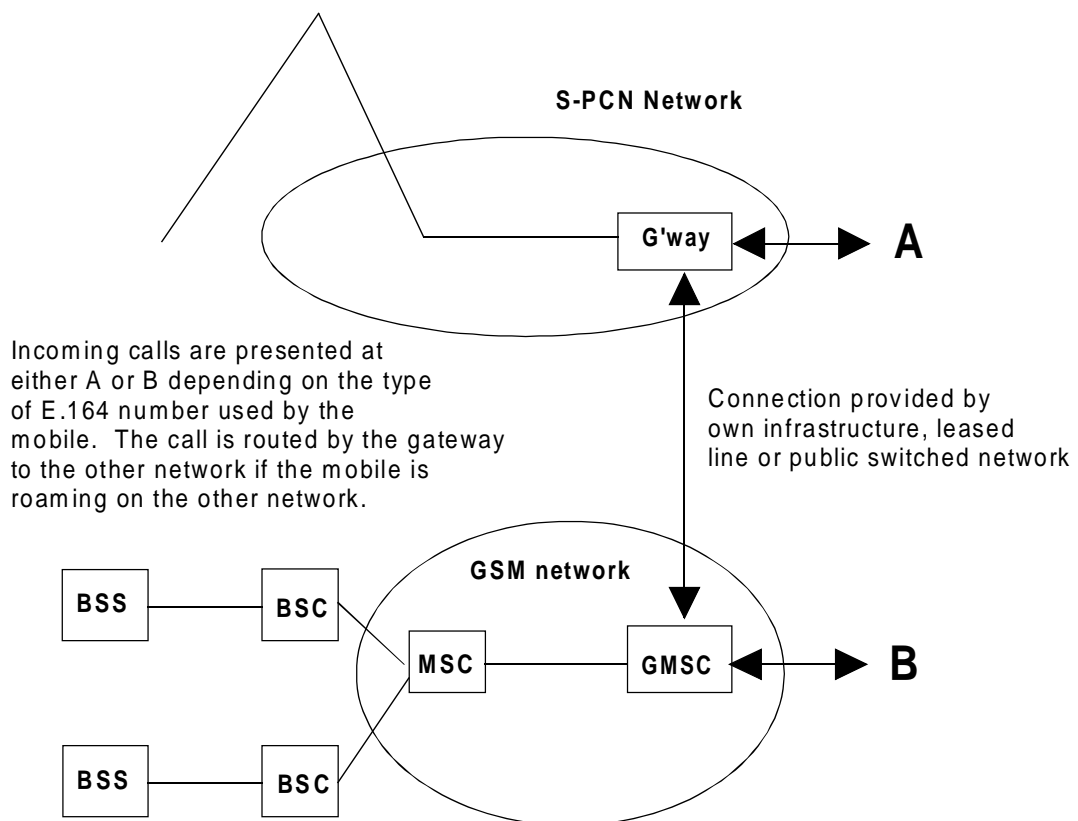 S-PCN Network
G'way
A
Incoming calls are presented at
either A or B depending on the type
of E.164 number used by the
mobile. The call is routed by the gateway
to the other network if the mobile is
roaming on the other network.
Connection provided by
own infrastructure, leased
line or public switched network
GSM network
BSS
BSC
MSC
GMSC
B
BSS
BSC